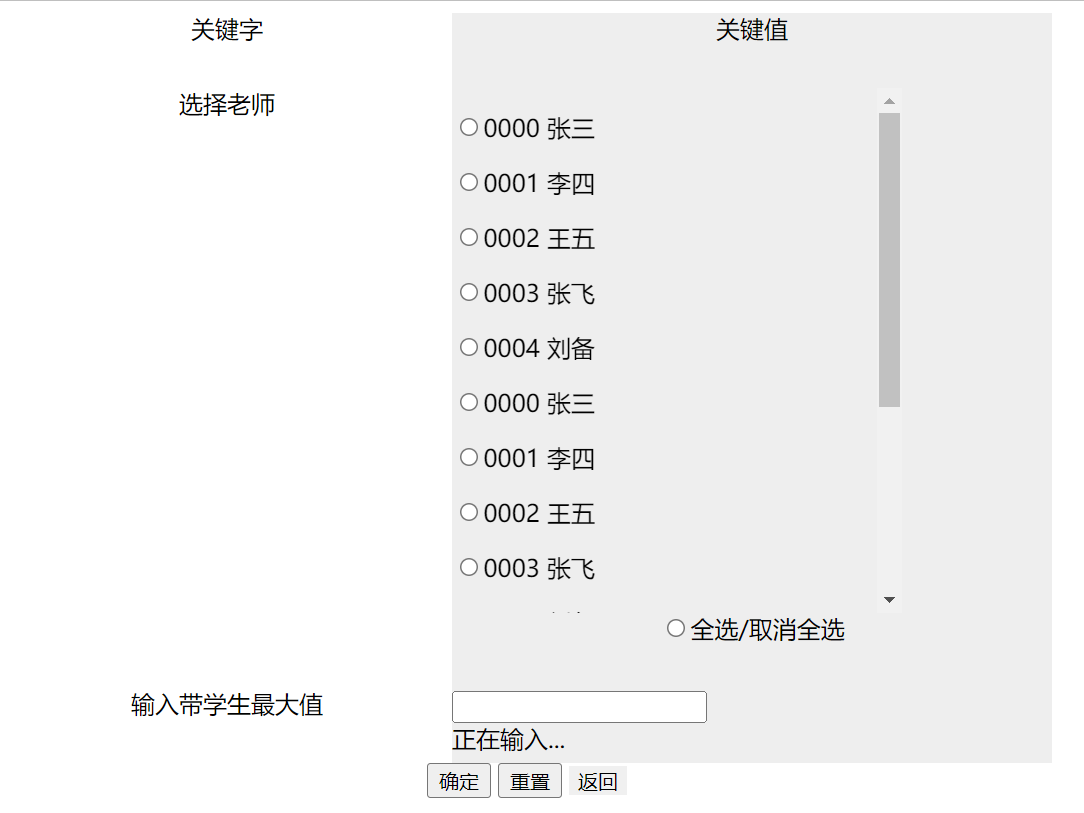 关键字 关键值
选择老师
0000 张三
0001 李四
0002 王五
0003 张飞
0004 刘备
0000 张三
0001 李四
0002 王五
0003 张飞
全选/取消全选
输入带学生最大值
正在输入...
确定 重置 返回